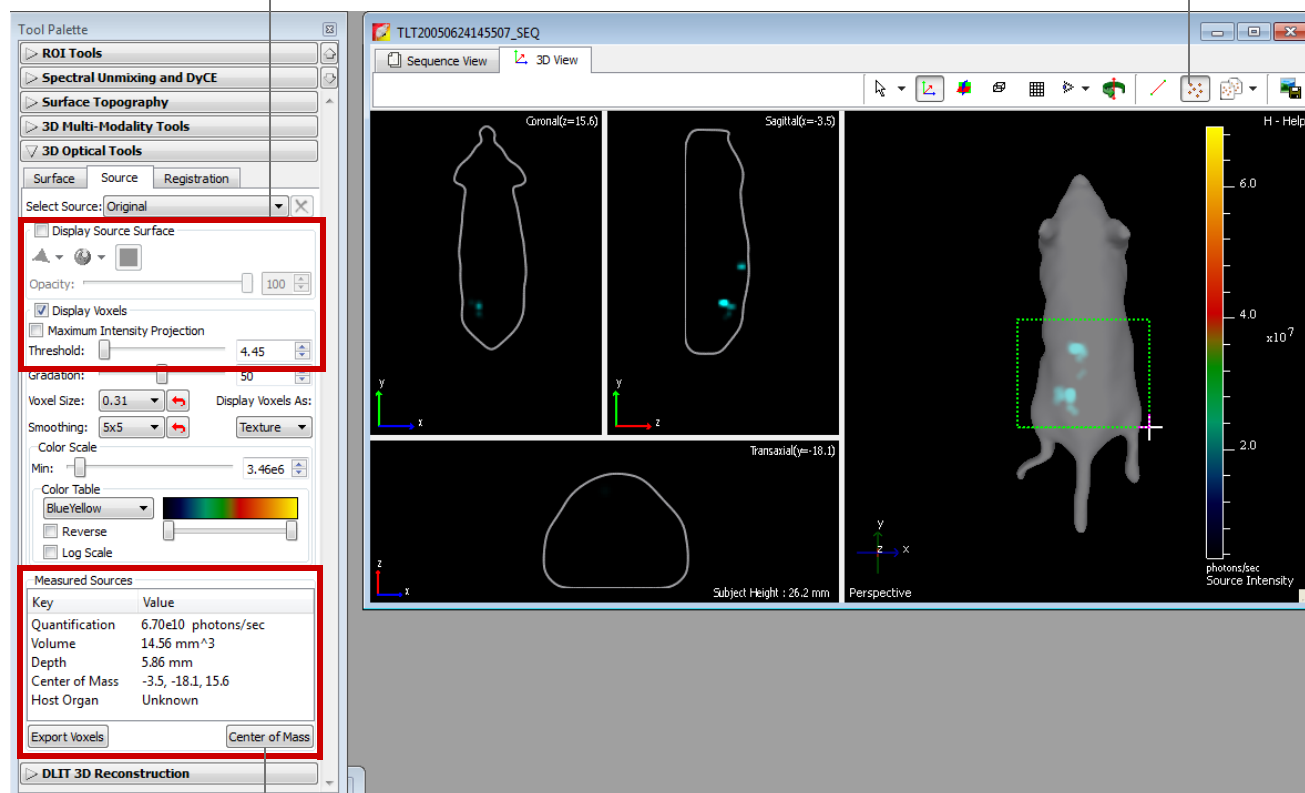 Tool Palette
ROI Tools
Spectral Unmixing and DyCE
Surface Topography
3D Multi-Modality Tools
3D Optical Tools
Surface Source Registration
Select Source: Original
Display Source Surface
Opacity: 100
Display Voxels
Maximum Intensity Projection
Threshold: 4.45
Gradation: 50
Voxel Size: 0.31 Display Voxels As:
Smoothing: 5x5 Texture
Color Scale
Min: 3.46e6
Color Table
BlueYellow
Reverse
Log Scale
Measured Sources
Key Value
Quantification 6.70e10 photons/sec
Volume 14.56 mm^3
Depth 5.86 mm
Center of Mass -3.5, -18.1, 15.6
Host Organ Unknown
Export Voxels Center of Mass
DLIT 3D Reconstruction
TLT20050624145507_SEQ
Sequence View 3D View
Coronal(z=15.6)
y
x
Sagittal(x=-3.5)
y
z
Transaxial(y=-18.1)
z
x
Subject Height : 26.2 mm
H - Help
6.0
4.0
x10^7
2.0
y
z x
photons/sec
Source Intensity
Perspective